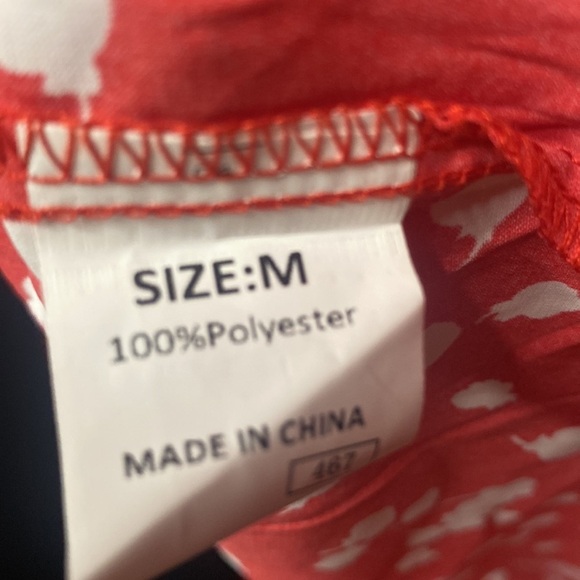 SIZE:M
100%Polyester
MADE IN CHINA
467